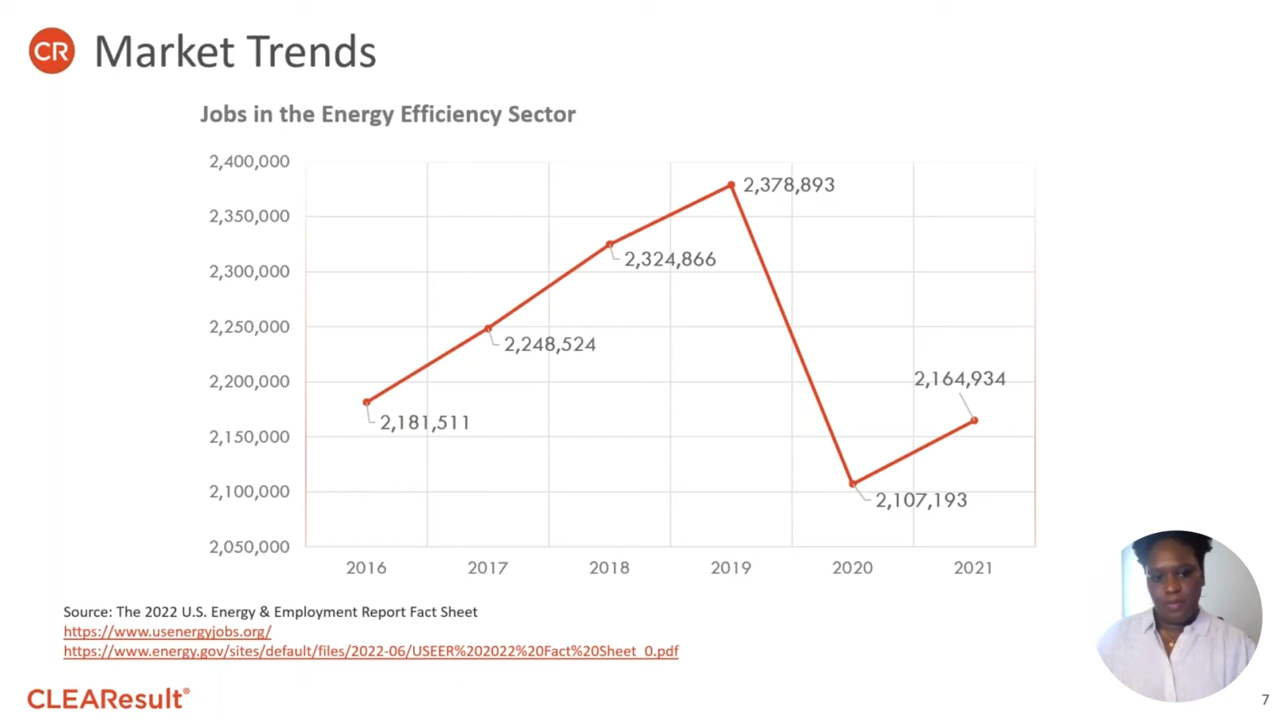 CR Market Trends
Jobs in the Energy Efficiency Sector
2,400,000
2,350,000
2,300,000
2,250,000
2,200,000
2,150,000
2,100,000
2,050,000
2,181,511
2,248,524
2,324,866
2,378,893
2,107,193
2,164,934
2016 2017 2018 2019 2020 2021
Source: The 2022 U.S. Energy & Employment Report Fact Sheet
https://www.usenergyjobs.org/
https://www.energy.gov/sites/default/files/2022-06/USEER%202022%20Fact%20Sheet_0.pdf
CLEAResult®
7